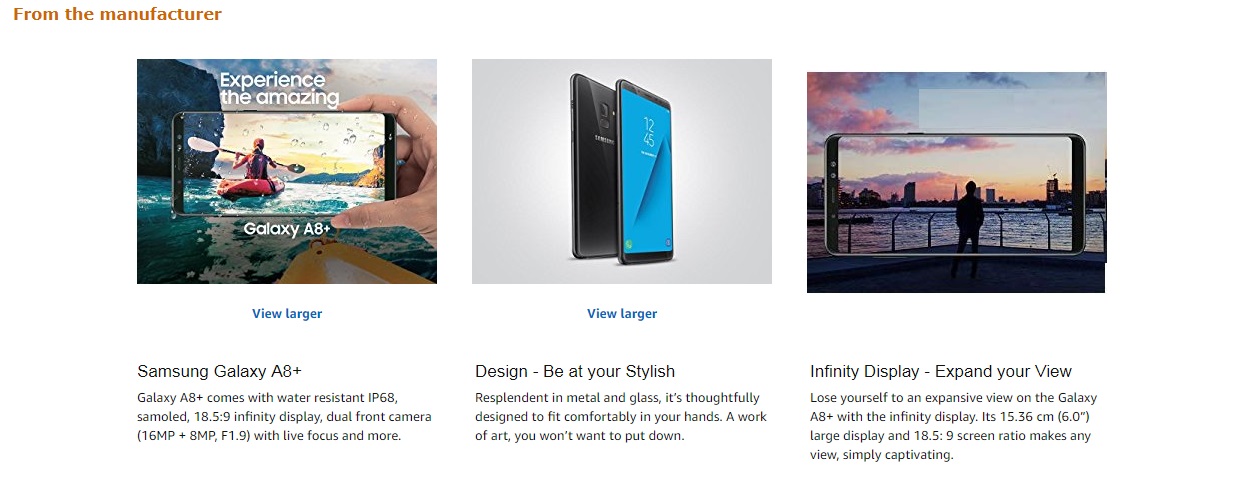 From the manufacturer
Experience
the amazing
Galaxy A8+
SAMSUNG
12
45
View larger
View larger
Samsung Galaxy A8+
Galaxy A8+ comes with water resistant IP68,
samoled, 18.5:9 infinity display, dual front camera
(16MP + 8MP, F1.9) with live focus and more.
Design - Be at your Stylish
Resplendent in metal and glass, it’s thoughtfully
designed to fit comfortably in your hands. A work
of art, you won’t want to put down.
Infinity Display - Expand your View
Lose yourself to an expansive view on the Galaxy
A8+ with the infinity display. Its 15.36 cm (6.0”)
large display and 18.5: 9 screen ratio makes any
view, simply captivating.